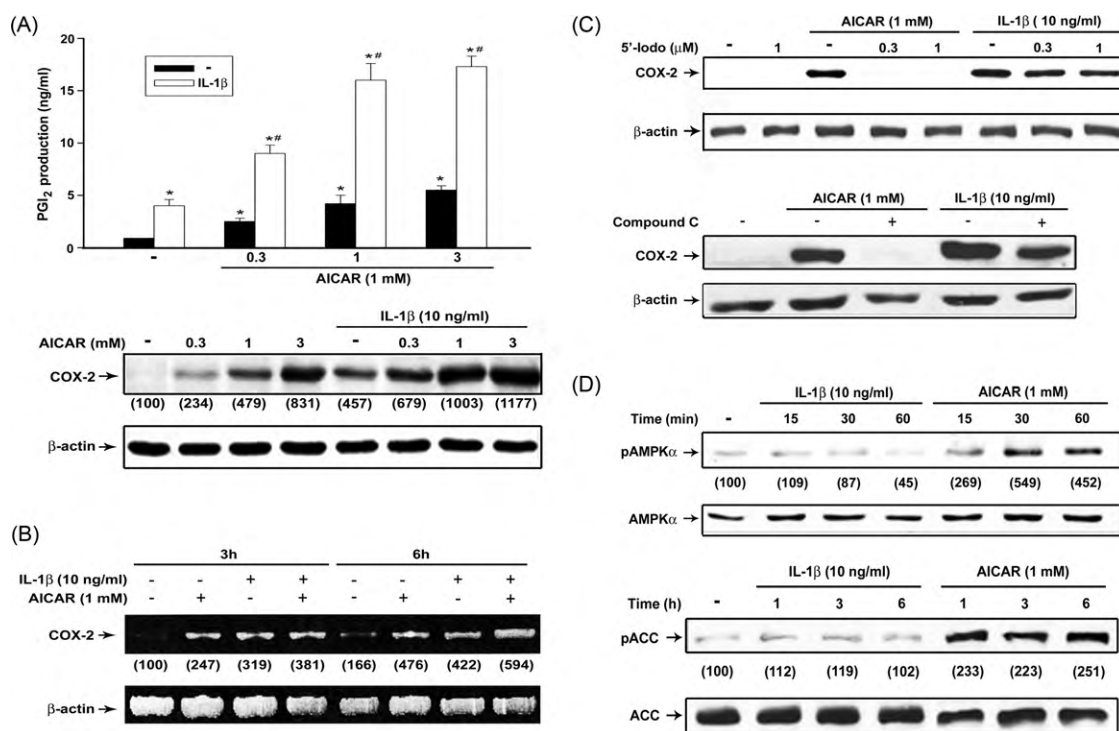 (A)
20
15
10
5
0
PGI₂ production (ng/ml)
-
IL-1β
*
*
*#
*
*#
*
*#
- 0.3 1 3
AICAR (1 mM)
IL-1β (10 ng/ml)
AICAR (mM) - 0.3 1 3 - 0.3 1 3
COX-2
(100) (234) (479) (831) (457) (679) (1003) (1177)
β-actin
(B)
3h 6h
IL-1β (10 ng/ml) - - + + - - + +
AICAR (1 mM) - + - + - + - +
COX-2
(100) (247) (319) (381) (166) (476) (422) (594)
β-actin
(C)
AICAR (1 mM) IL-1β (10 ng/ml)
5'-Iodo (μM) - 1 - 0.3 1 - 0.3 1
COX-2
β-actin
AICAR (1 mM) IL-1β (10 ng/ml)
Compound C - - + - +
COX-2
β-actin
(D)
IL-1β (10 ng/ml) AICAR (1 mM)
Time (min) - 15 30 60 15 30 60
pAMPKα
(100) (109) (87) (45) (269) (549) (452)
AMPKα
IL-1β (10 ng/ml) AICAR (1 mM)
Time (h) - 1 3 6 1 3 6
pACC
(100) (112) (119) (102) (233) (223) (251)
ACC